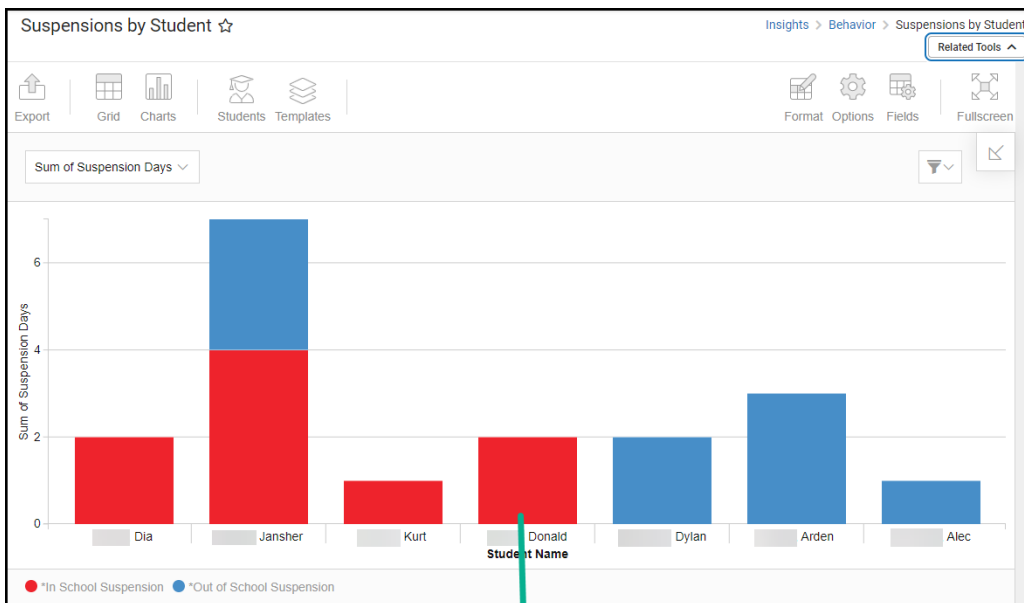 Suspensions by Student
Insights > Behavior > Suspensions by Student
Related Tools
Export Grid Charts Students Templates Format Options Fields Fullscreen
Sum of Suspension Days
6
4
2
0
Sum of Suspension Days
Dia Jansher Kurt Donald Dylan Arden Alec
Student Name
*In School Suspension *Out of School Suspension